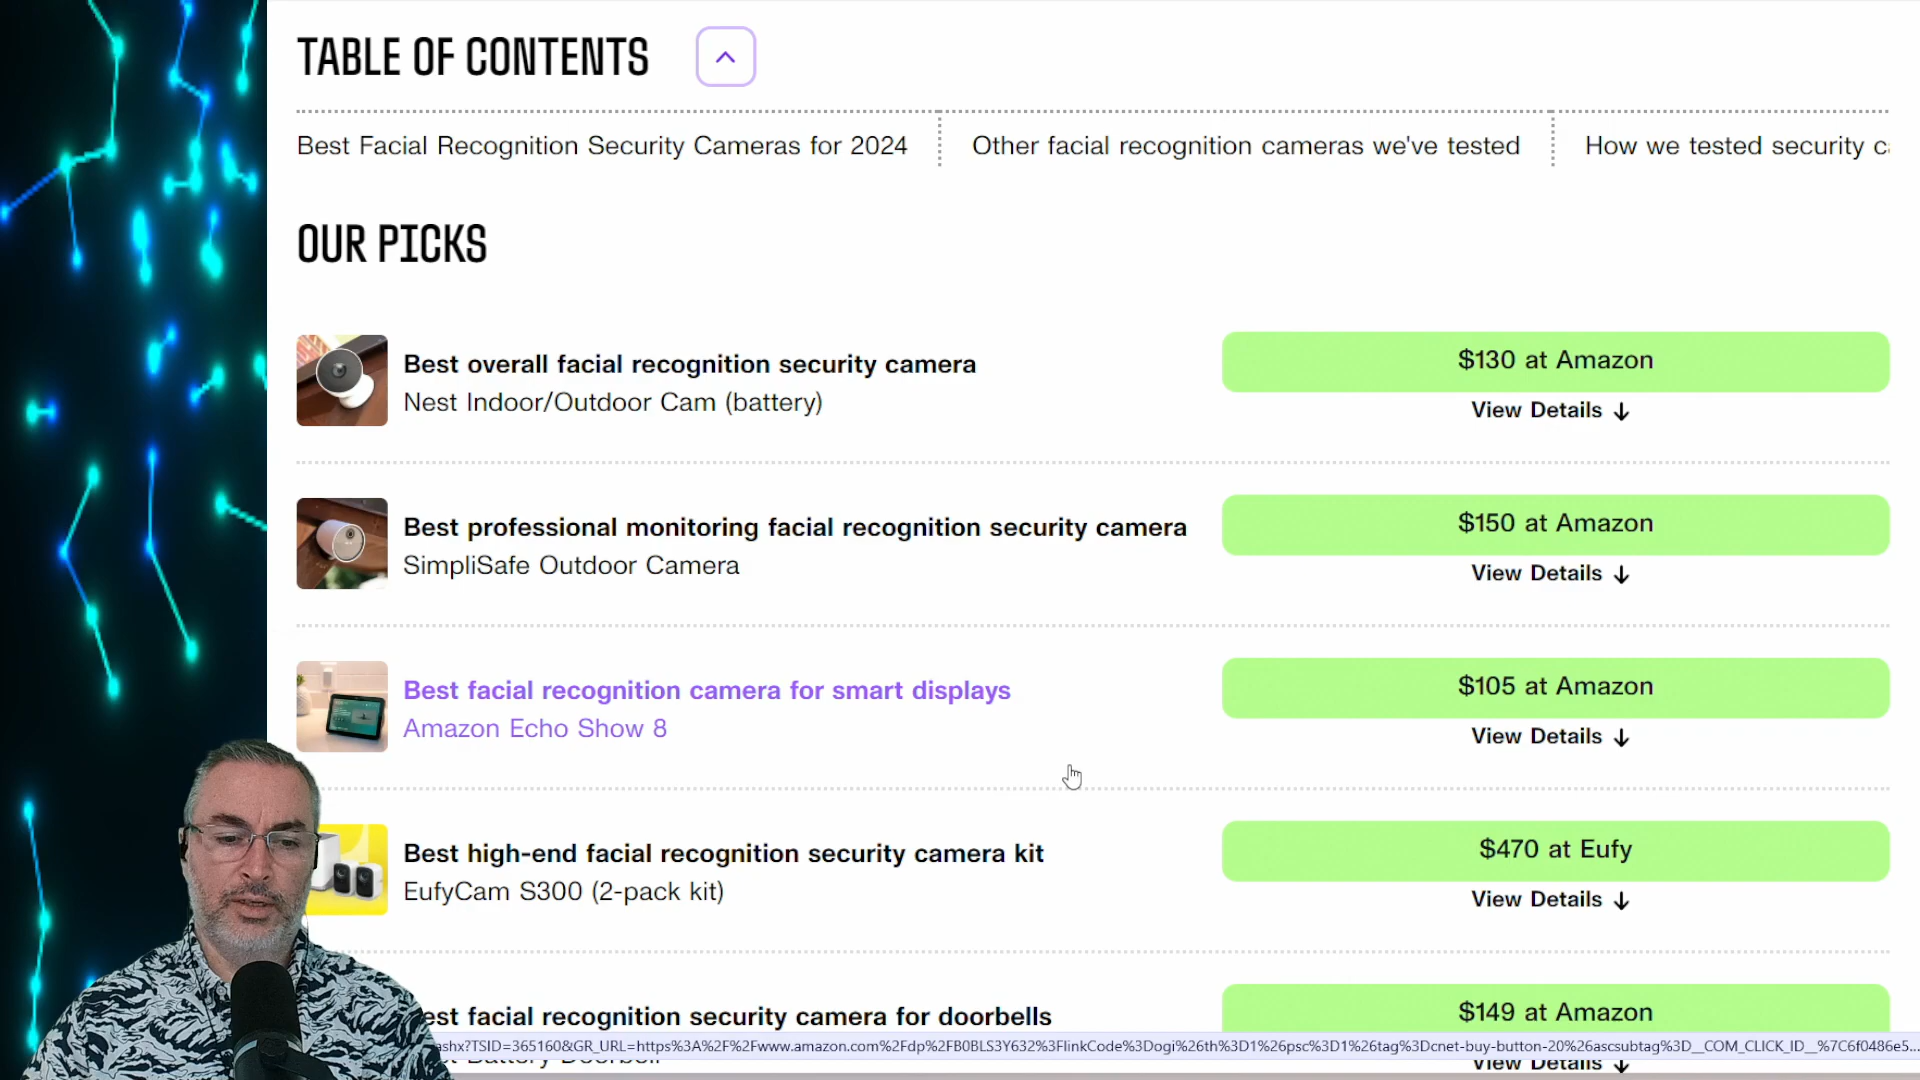 TABLE OF CONTENTS
Best Facial Recognition Security Cameras for 2024
Other facial recognition cameras we've tested
How we tested security
OUR PICKS
Best overall facial recognition security camera
Nest Indoor/Outdoor Cam (battery)
$130 at Amazon
View Details ↓
Best professional monitoring facial recognition security camera
SimpliSafe Outdoor Camera
$150 at Amazon
View Details ↓
Best facial recognition camera for smart displays
Amazon Echo Show 8
$105 at Amazon
View Details ↓
Best high-end facial recognition security camera kit
EufyCam S300 (2-pack kit)
$470 at Eufy
View Details ↓
est facial recognition security camera for doorbells
$149 at Amazon
ashx?TSID=365160&GR_URL=https%3A%2F%2Fwww.amazon.com%2Fdp%2FB0BLS3Y632%3FlinkCode%3Dogi%26th%3D1%26psc%3D1%26tag%3Dcnet-buy-button-20%26ascsubtag%3D__COM_CLICK_ID__%7C6f0486e5...
Battery Doorbell
View Details ↓